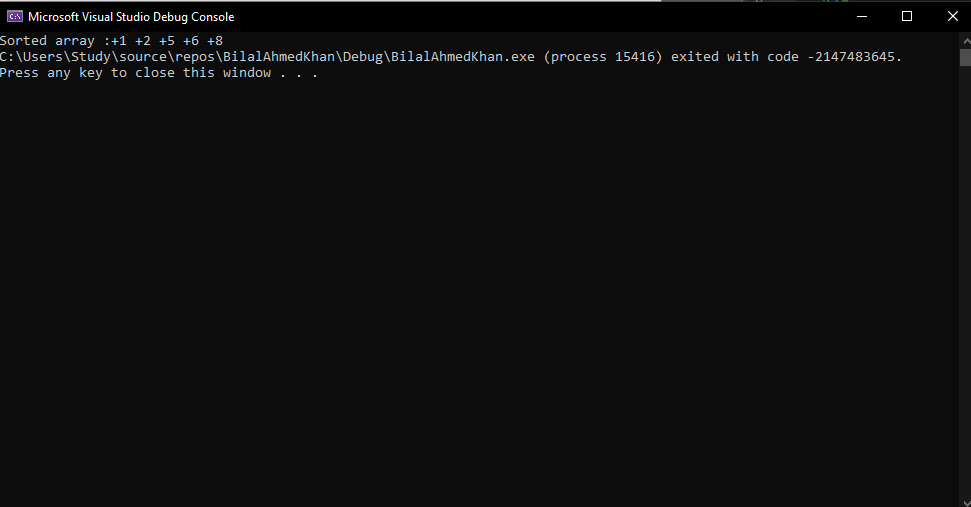 Microsoft Visual Studio Debug Console
Sorted array :+1 +2 +5 +6 +8
C:\Users\Study\source\repos\BilalAhmedKhan\Debug\BilalAhmedKhan.exe (process 15416) exited with code -2147483645.
Press any key to close this window . . .